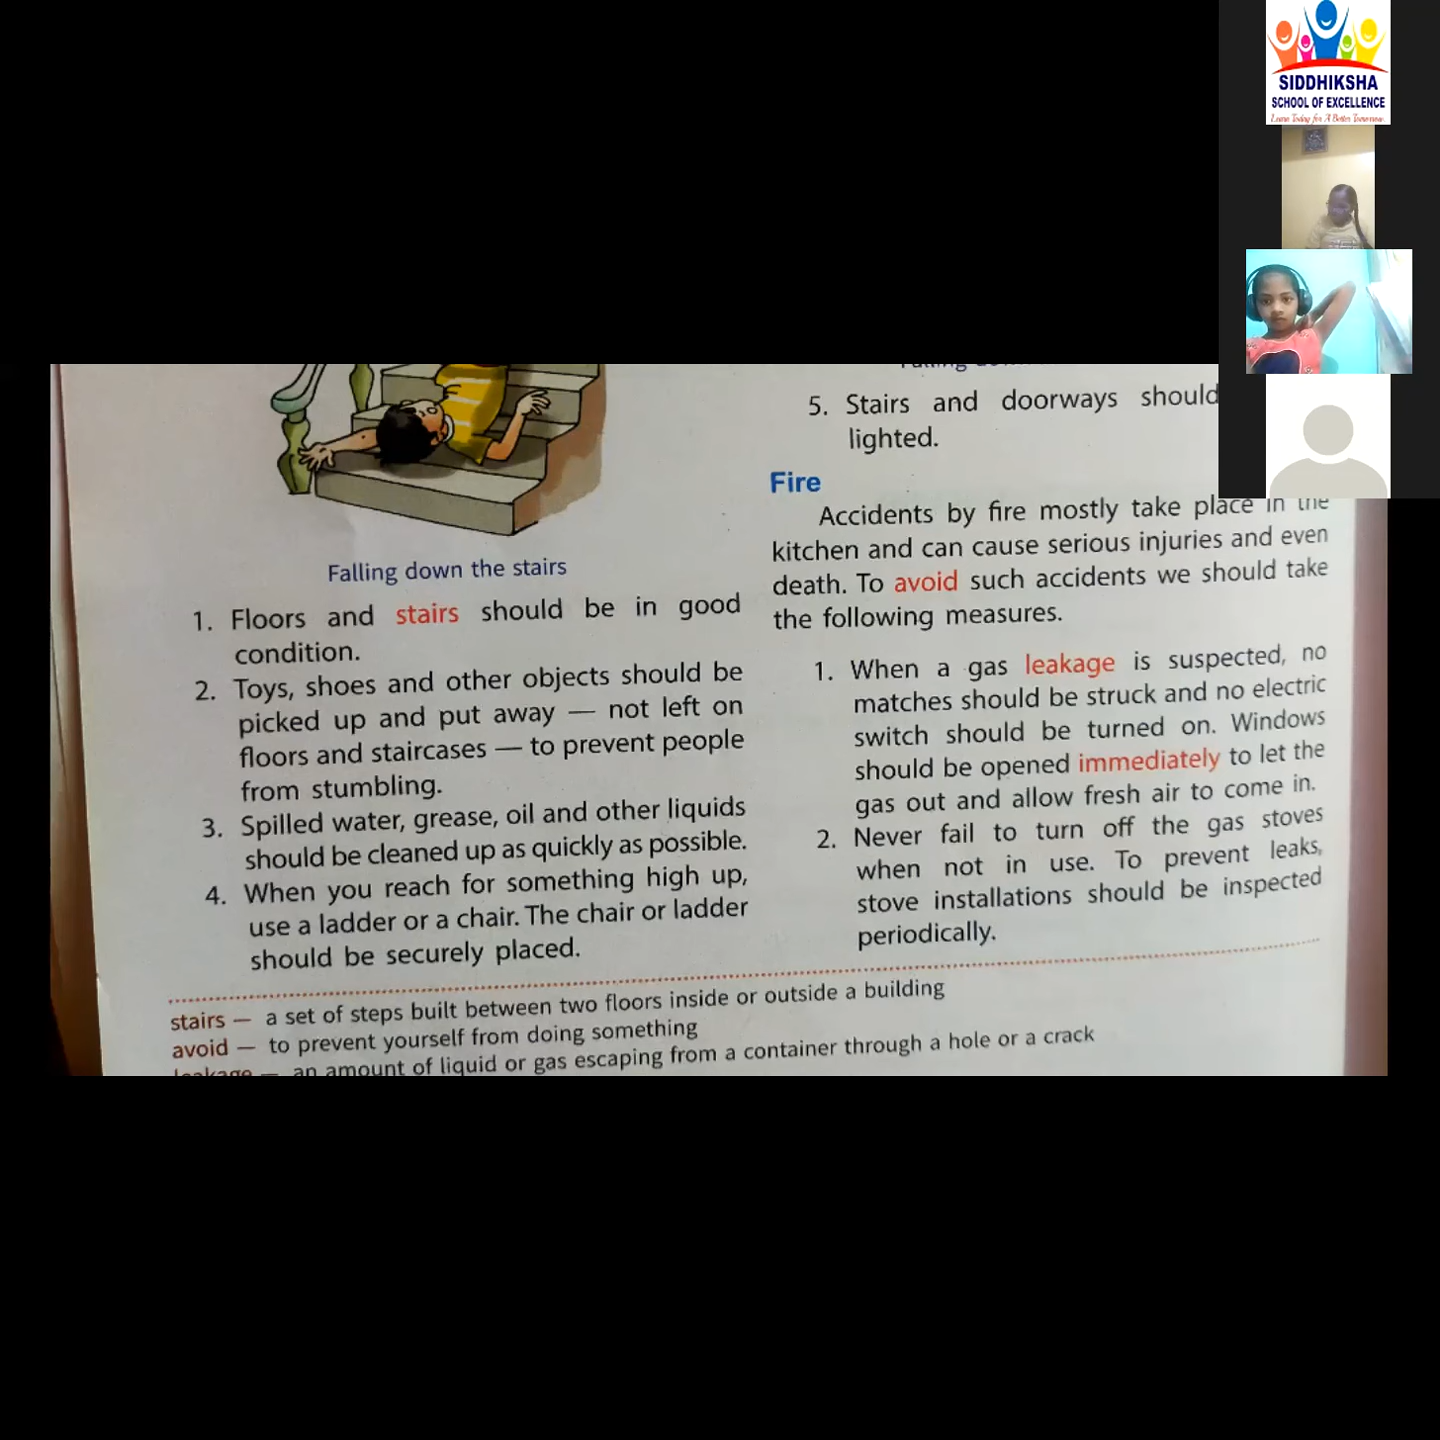 SIDDHIKSHA
SCHOOL OF EXCELLENCE
Learn Today for A Better Tomorrow
Falling down the stairs
1. Floors and stairs should be in good
condition.
2. Toys, shoes and other objects should be
picked up and put away — not left on
floors and staircases — to prevent people
from stumbling.
3. Spilled water, grease, oil and other liquids
should be cleaned up as quickly as possible.
4. When you reach for something high up,
use a ladder or a chair. The chair or ladder
should be securely placed.
5. Stairs and doorways should
lighted.
Fire
Accidents by fire mostly take place in the
kitchen and can cause serious injuries and even
death. To avoid such accidents we should take
the following measures.
1. When a gas leakage is suspected, no
matches should be struck and no electric
switch should be turned on. Windows
should be opened immediately to let the
gas out and allow fresh air to come in.
2. Never fail to turn off the gas stoves
when not in use. To prevent leaks,
stove installations should be inspected
periodically.
stairs — a set of steps built between two floors inside or outside a building
avoid — to prevent yourself from doing something
leakage — an amount of liquid or gas escaping from a container through a hole or a crack